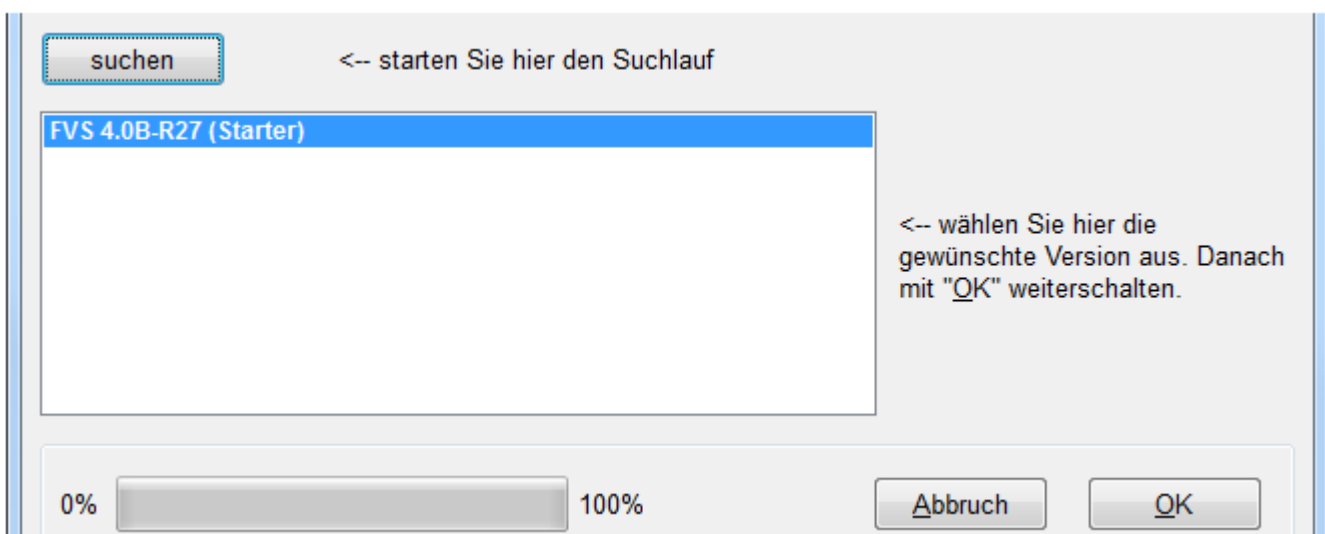 suchen
<-- starten Sie hier den Suchlauf
FVS 4.0B-R27 (Starter)
<-- wählen Sie hier die
gewünschte Version aus. Danach
mit "OK" weiterschalten.
0%
100%
Abbruch
OK